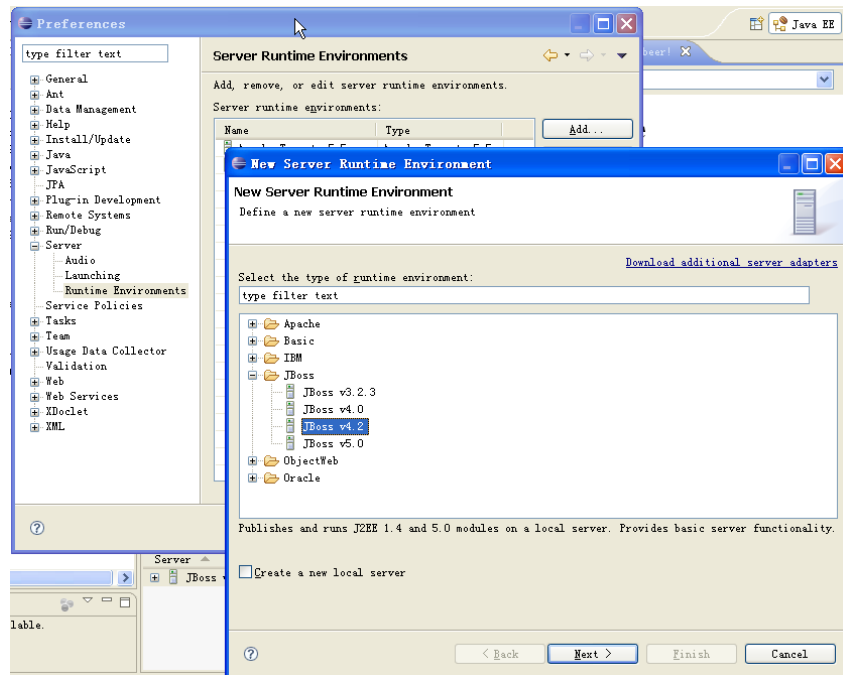 Preferences
Java EE
type filter text
Server Runtime Environments
General
Ant
Data Management
Help
Install/Update
Java
JavaScript
JPA
Plug-in Development
Remote Systems
Run/Debug
Server
Audio
Launching
Runtime Environments
Service Policies
Tasks
Team
Usage Data Collector
Validation
Web
Web Services
XDoclet
XML
Add, remove, or edit server runtime environments.
Server runtime environments:
Name Type
Add...
New Server Runtime Environment
New Server Runtime Environment
Define a new server runtime environment
Download additional server adapters
Select the type of runtime environment:
type filter text
Apache
Basic
IBM
JBoss
JBoss v3.2.3
JBoss v4.0
JBoss v4.2
JBoss v5.0
ObjectWeb
Oracle
Publishes and runs J2EE 1.4 and 5.0 modules on a local server. Provides basic server functionality.
Create a new local server
< Back Next > Finish Cancel
Server
JBoss v
lable.